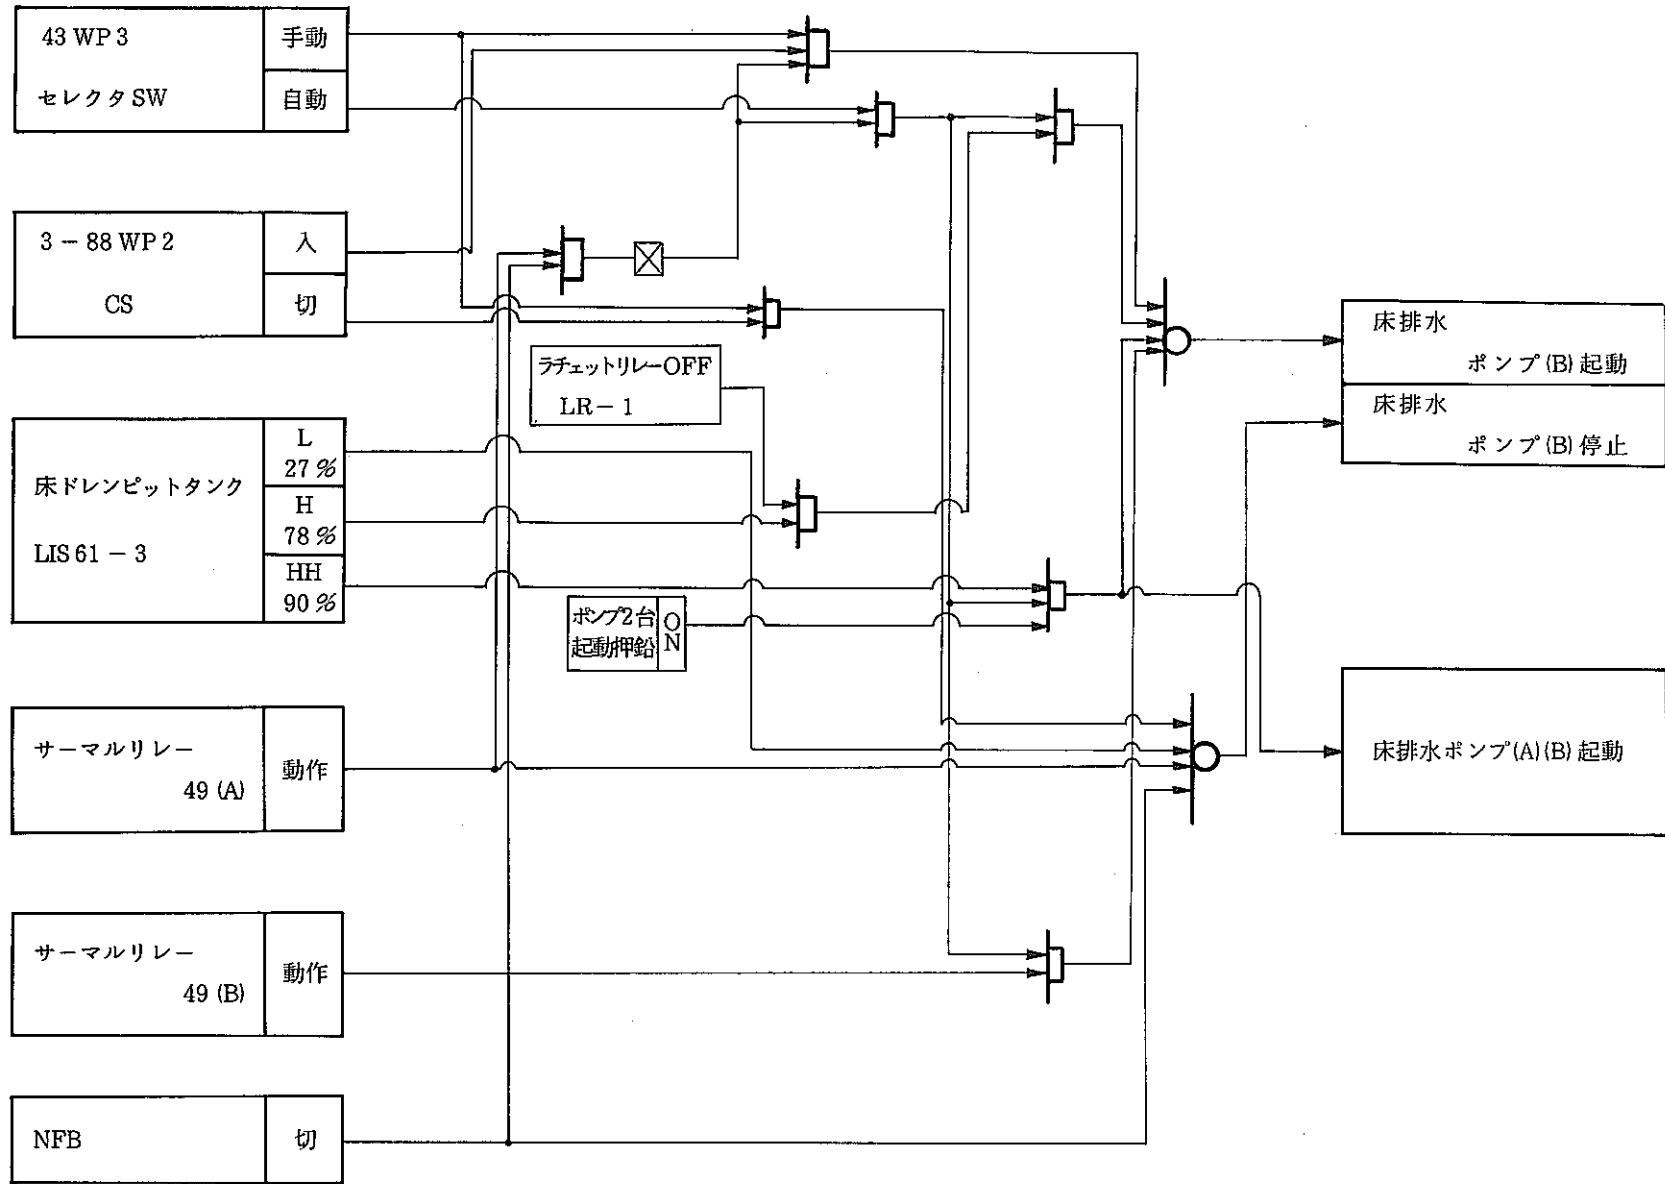 43 WP 3
手動
セレクタ SW
自動
3 − 88 WP 2
入
CS
切
ラチェットリレーOFF
LR − 1
床排水
ポンプ (B) 起動
床排水
ポンプ (B) 停止
床ドレンピットタンク
LIS 61 − 3
L
27 %
H
78 %
HH
90 %
ポンプ2台
起動押鉛
ON
サーマルリレー
49 (A)
動作
床排水ポンプ(A)(B) 起動
サーマルリレー
49 (B)
動作
NFB
切